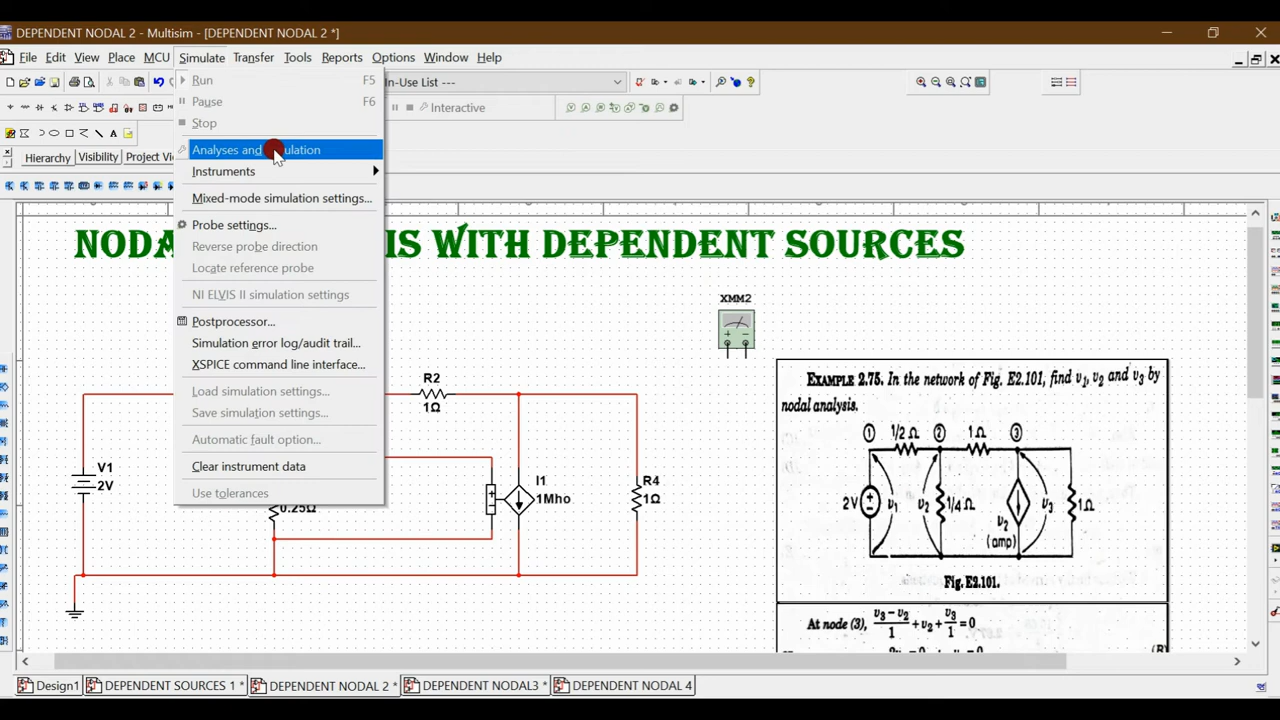 DEPENDENT NODAL 2 - Multisim - [DEPENDENT NODAL 2 *]
File Edit View Place MCU Simulate Transfer Tools Reports Options Window Help
Run F5
In-Use List ---
Pause F6
Interactive
Stop
Analyses and ulation
Hierarchy Visibility Project Vi
Instruments
Mixed-mode simulation settings...
Probe settings...
Reverse probe direction
Locate reference probe
NI ELVIS II simulation settings
Postprocessor...
Simulation error log/audit trail...
XSPICE command line interface...
Load simulation settings...
Save simulation settings...
Automatic fault option...
Clear instrument data
Use tolerances
NODA IS WITH DEPENDENT SOURCES
XMM2
R2
1Ω
V1
2V
0.25Ω
I1
1Mho
R4
1Ω
EXAMPLE 2.75. In the network of Fig. E2.101, find v₁, v₂ and v₃ by
nodal analysis.
① 1/2 Ω ② 1Ω ③
2V v₁ v₂ 1/4 Ω v₂ (amp) v₃ 1Ω
Fig. E2.101.
At node (3), (v₃ – v₂)/1 + v₂ + v₃/1 = 0
Design1 DEPENDENT SOURCES 1 * DEPENDENT NODAL 2 * DEPENDENT NODAL3 * DEPENDENT NODAL 4